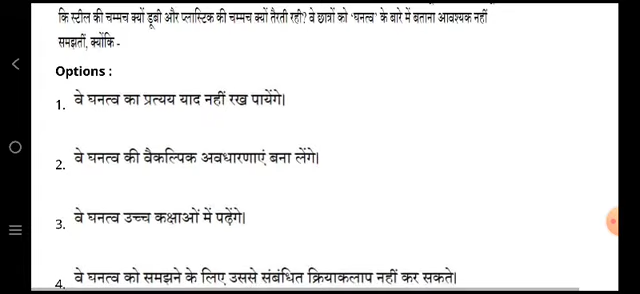 कि स्टील की चम्मच क्यों डूबी और प्लास्टिक की चम्मच क्यों तैरती रही? वे छात्रों को 'घनत्व' के बारे में बताना आवश्यक नहीं
समझतीं, क्योंकि -
Options :
1. वे घनत्व का प्रत्यय याद नहीं रख पायेंगे।
2. वे घनत्व की वैकल्पिक अवधारणाएं बना लेंगे।
3. वे घनत्व उच्च कक्षाओं में पढ़ेंगे।
4. वे घनत्व को समझने के लिए उससे संबंधित क्रियाकलाप नहीं कर सकते।